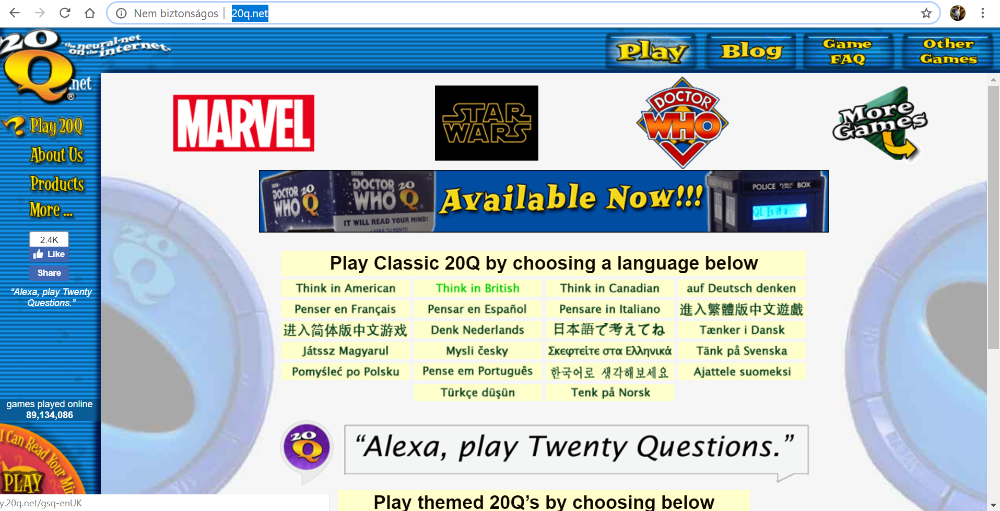 Nem biztonságos
20q.net
20Q.net®
the neural-net
on the internet.
Play
Blog
Game
FAQ
Other
Games
Play 20Q
About Us
Products
More ...
2.4K
Like
Share
“Alexa, play Twenty
Questions.”
games played online
89,134,086
I Can Read Your Min
PLAY
MARVEL
STAR
WARS
DOCTOR
WHO
More
Games
DOCTOR
WHO
20
Q
DOCTOR
WHO
20
Q
IT WILL READ YOUR MIND!
Available Now!!!
POLICE PUBLIC CALL BOX
Q1. Is it a ...
20
Q
Play Classic 20Q by choosing a language below
Think in American
Think in British
Think in Canadian
auf Deutsch denken
Penser en Français
Pensar en Español
Pensare in Italiano
進入繁體版中文遊戲
进入简体版中文游戏
Denk Nederlands
日本語で考えてね
Tænker i Dansk
Játssz Magyarul
Mysli česky
Σκεφτείτε στα Ελληνικά
Tänk på Svenska
Pomyśleć po Polsku
Pense em Português
한국어로 생각해보세요
Ajattele suomeksi
Türkçe düşün
Tenk på Norsk
20
Q
“Alexa, play Twenty Questions.”
Play themed 20Q’s by choosing below
y.20q.net/gsq-enUK